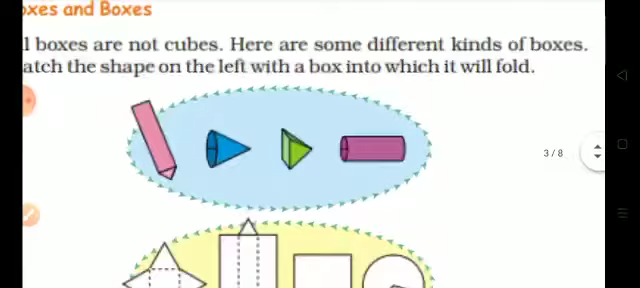 oxes and Boxes
l boxes are not cubes. Here are some different kinds of boxes.
atch the shape on the left with a box into which it will fold.
3 / 8